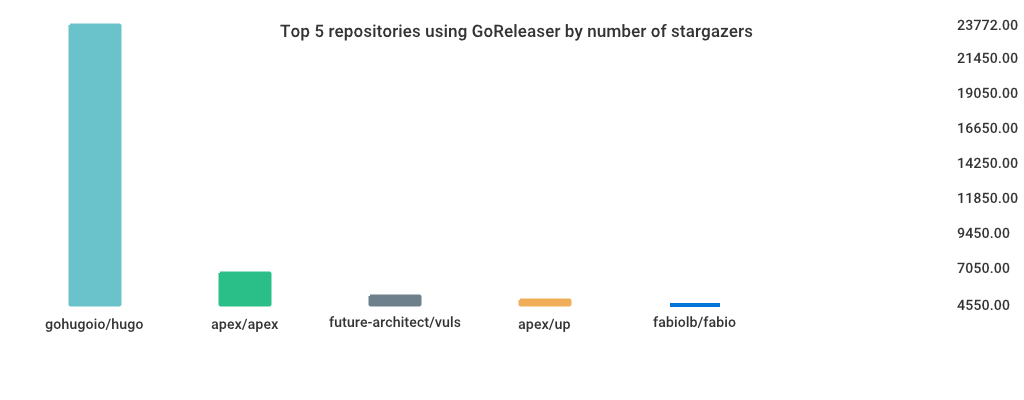 Top 5 repositories using GoReleaser by number of stargazers
23772.00
21450.00
19050.00
16650.00
14250.00
11850.00
9450.00
7050.00
4550.00
gohugoio/hugo
apex/apex
future-architect/vuls
apex/up
fabiolb/fabio